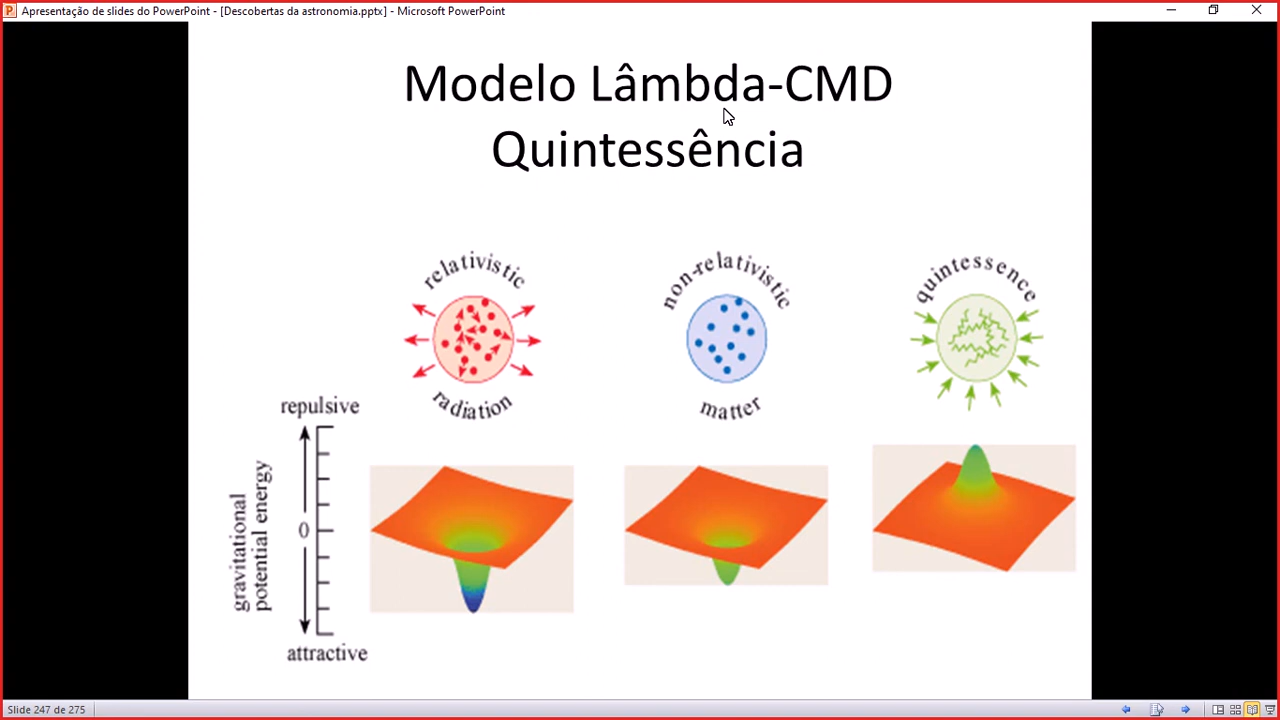 Apresentação de slides do PowerPoint - [Descobertas da astronomia.pptx] - Microsoft PowerPoint
Modelo Lâmbda-CMD
Quintessência
relativistic
radiation
non-relativistic
matter
quintessence
repulsive
0
attractive
gravitational
potential energy
Slide 247 de 275